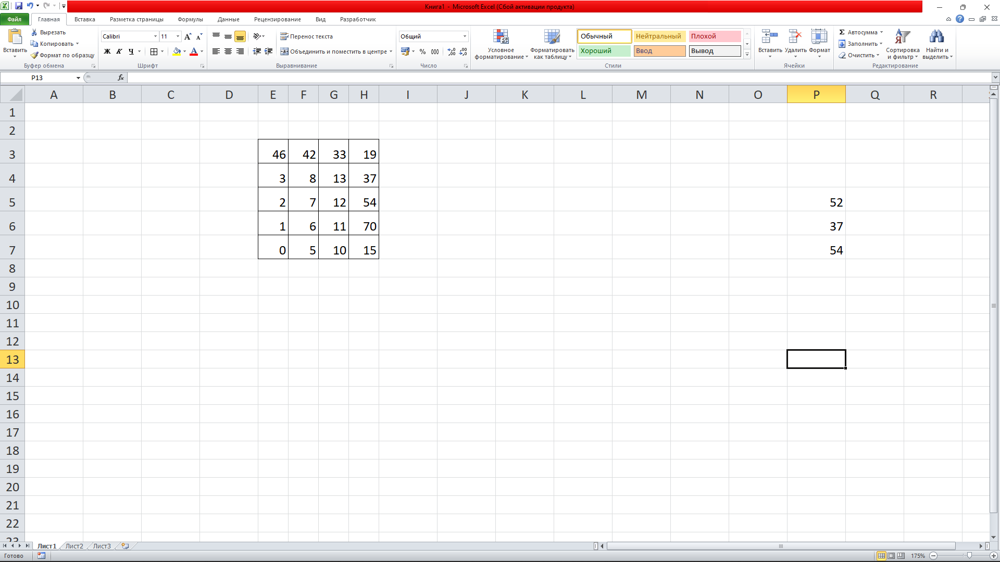 Книга1 - Microsoft Excel (Сбой активации продукта)
Файл Главная Вставка Разметка страницы Формулы Данные Рецензирование Вид Разработчик
Вставить
Вырезать
Копировать
Формат по образцу
Буфер обмена
Calibri 11
Ж К Ч
Шрифт
Перенос текста
Объединить и поместить в центре
Выравнивание
Общий
% 000
Число
Условное форматирование
Форматировать как таблицу
Обычный Нейтральный Плохой
Хороший Ввод Вывод
Стили
Вставить Удалить Формат
Ячейки
Σ Автосумма
Заполнить
Очистить
Сортировка и фильтр
Найти и выделить
Редактирование
P13 fx
A B C D E F G H I J K L M N O P Q R
1
2
3 46 42 33 19
4 3 8 13 37
5 2 7 12 54 52
6 1 6 11 70 37
7 0 5 10 15 54
8
9
10
11
12
13
14
15
16
17
18
19
20
21
22
23
Лист1 Лист2 Лист3
Готово 175%